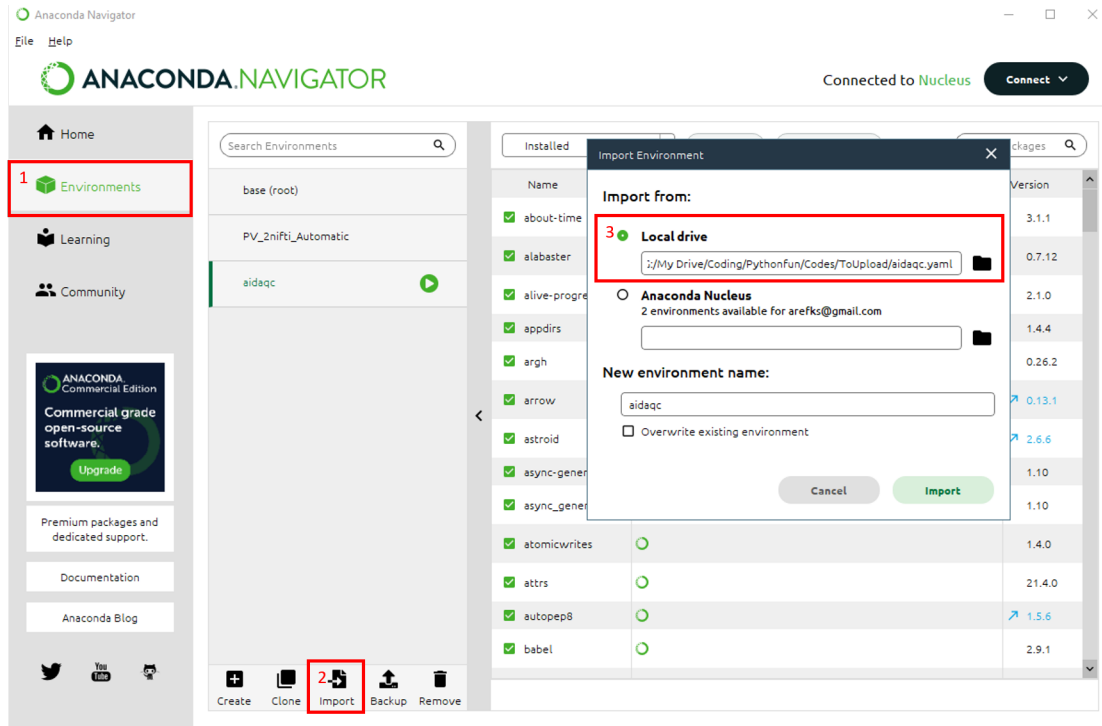 Anaconda Navigator
File Help
ANACONDA.NAVIGATOR
Connected to Nucleus
Connect
Home
1
Environments
Learning
Community
ANACONDA.
Commercial Edition
Commercial grade
open-source
software.
Upgrade
Premium packages and
dedicated support.
Documentation
Anaconda Blog
You
Tube
Search Environments
base (root)
PV_2nifti_Automatic
aidaqc
2
Create Clone Import Backup Remove
Installed
ckages
Name
Version
about-time 3.1.1
alabaster 0.7.12
alive-progre 2.1.0
appdirs 1.4.4
argh 0.26.2
arrow 0.13.1
astroid 2.6.6
async-gener 1.10
async_gener 1.10
atomicwrites 1.4.0
attrs 21.4.0
autopep8 1.5.6
babel 2.9.1
Import Environment
Import from:
3
Local drive
:/My Drive/Coding/Pythonfun/Codes/ToUpload/aidaqc.yaml
Anaconda Nucleus
2 environments available for arefks@gmail.com
New environment name:
aidaqc
Overwrite existing environment
Cancel Import